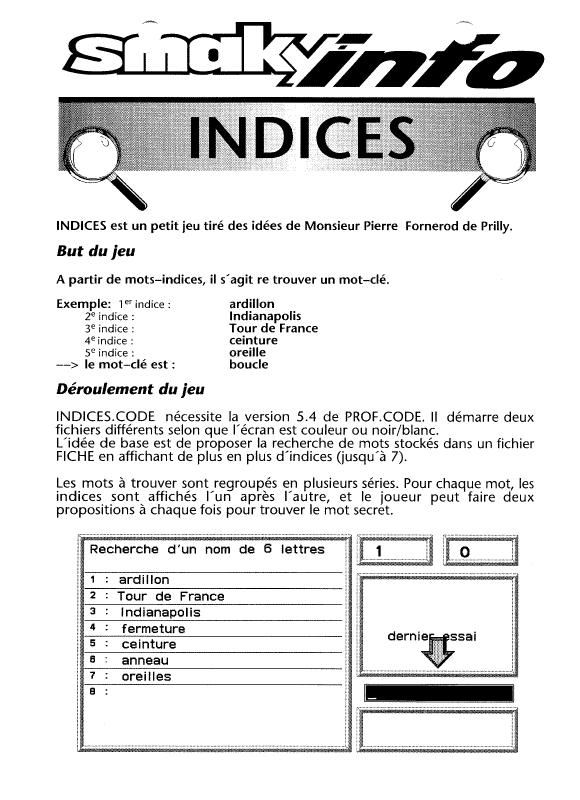 smaky info
INDICES
INDICES est un petit jeu tiré des idées de Monsieur Pierre Fornerod de Prilly.
But du jeu
A partir de mots-indices, il s´agit re trouver un mot-clé.
Exemple: 1er indice : ardillon
2e indice : Indianapolis
3e indice : Tour de France
4e indice : ceinture
5e indice : oreille
--> le mot-clé est : boucle
Déroulement du jeu
INDICES.CODE nécessite la version 5.4 de PROF.CODE. Il démarre deux
fichiers différents selon que l´écran est couleur ou noir/blanc.
L´idée de base est de proposer la recherche de mots stockés dans un fichier
FICHE en affichant de plus en plus d´indices (jusqu´à 7).
Les mots à trouver sont regroupés en plusieurs séries. Pour chaque mot, les
indices sont affichés l´un après l´autre, et le joueur peut faire deux
propositions à chaque fois pour trouver le mot secret.
Recherche d'un nom de 6 lettres
1 0
1 : ardillon
2 : Tour de France
3 : Indianapolis
4 : fermeture
5 : ceinture
6 : anneau
7 : oreilles
8 :
dernier essai